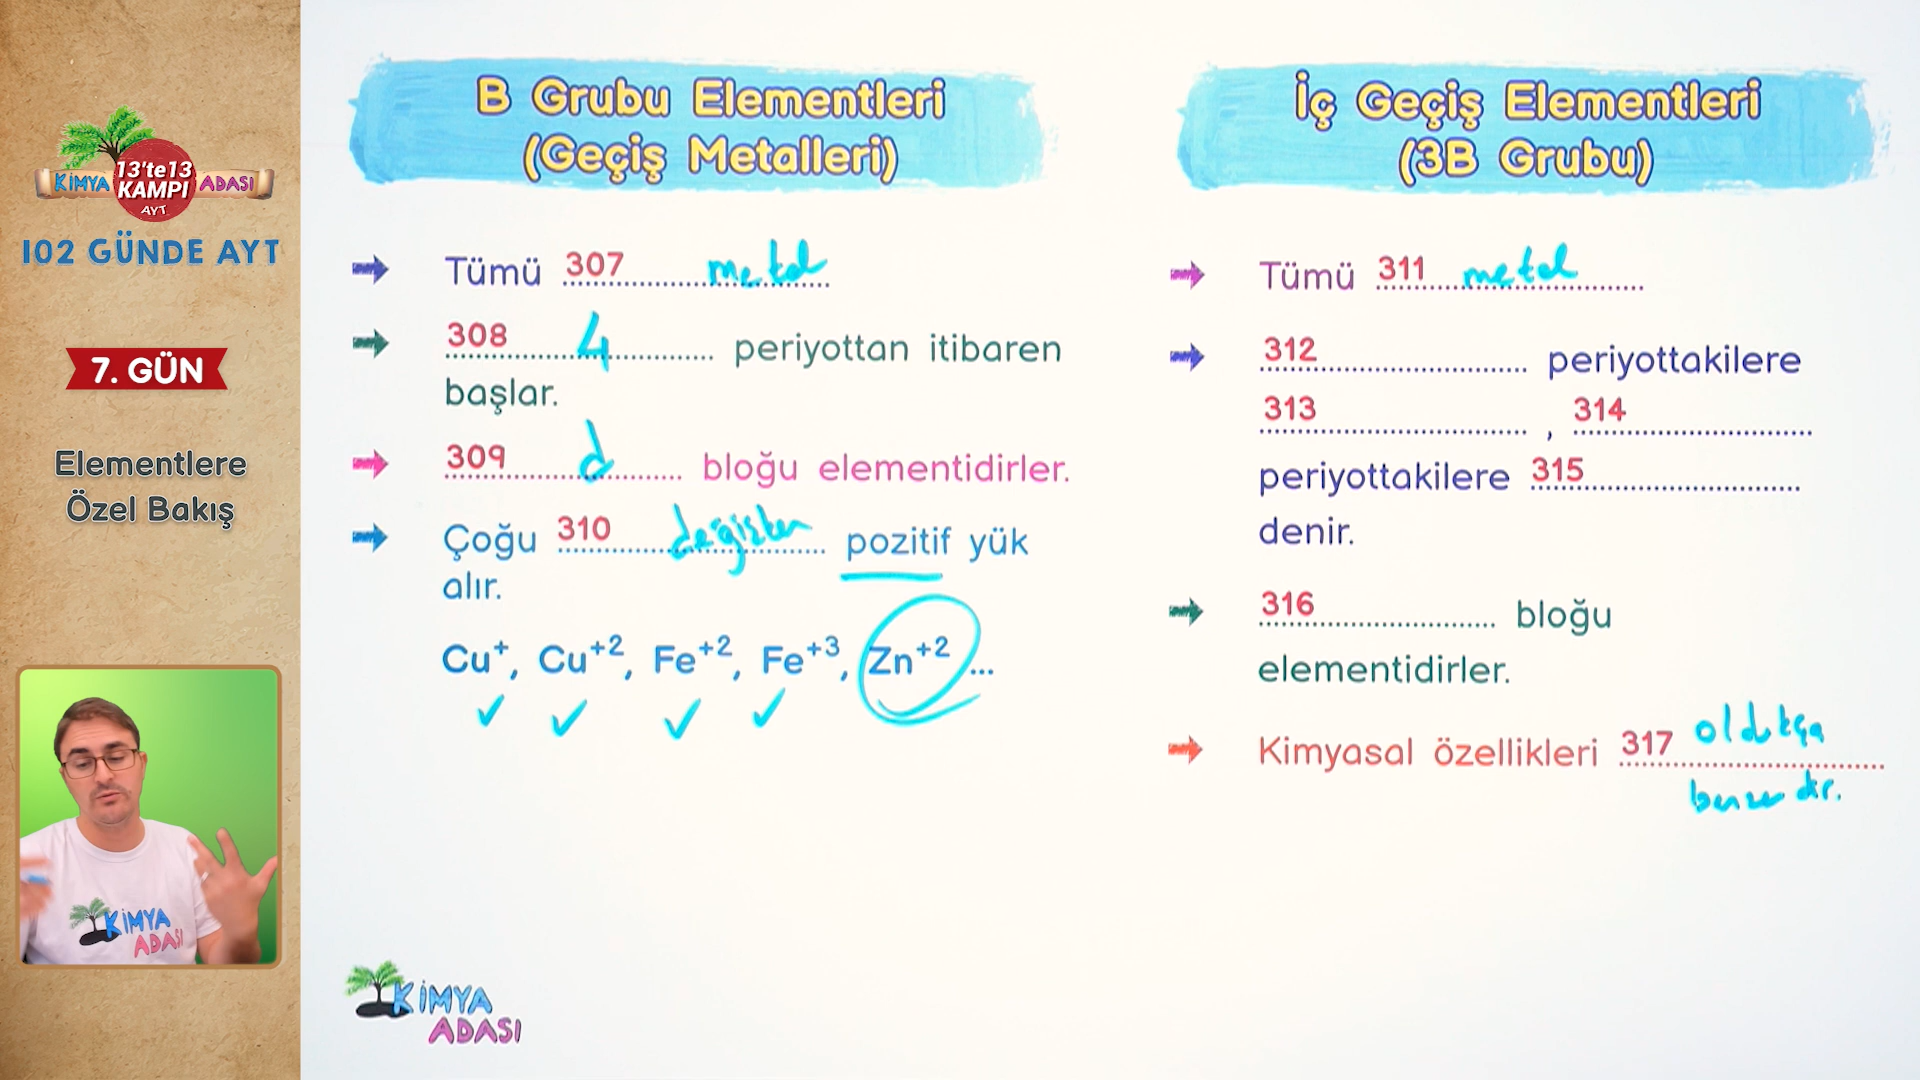 13'te13
KİMYA KAMPI ADASI
AYT
102 GÜNDE AYT
7. GÜN
Elementlere
Özel Bakış
KİMYA
ADASI
B Grubu Elementleri
(Geçiş Metalleri)
Tümü 307 metal
308 4 periyottan itibaren
başlar.
309 d bloğu elementidirler.
Çoğu 310 değişken pozitif yük
alır.
Cu⁺, Cu⁺², Fe⁺², Fe⁺³, Zn⁺² ...
KİMYA
ADASI
İç Geçiş Elementleri
(3B Grubu)
Tümü 311 metal
312 periyottakilere
313 , 314
periyottakilere 315
denir.
316 bloğu
elementidirler.
Kimyasal özellikleri 317 oldukça
benzerdir.